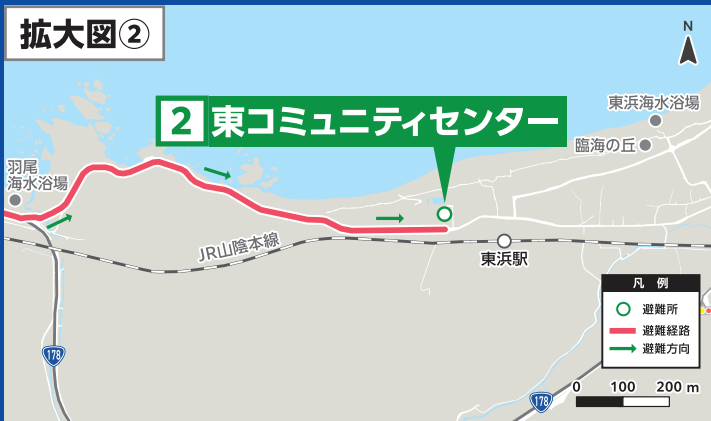 拡大図②
N
2 東コミュニティセンター
東浜海水浴場
臨海の丘
羽尾
海水浴場
JR山陰本線
東浜駅
凡 例
避難所
避難経路
避難方向
178
178
0 100 200 m